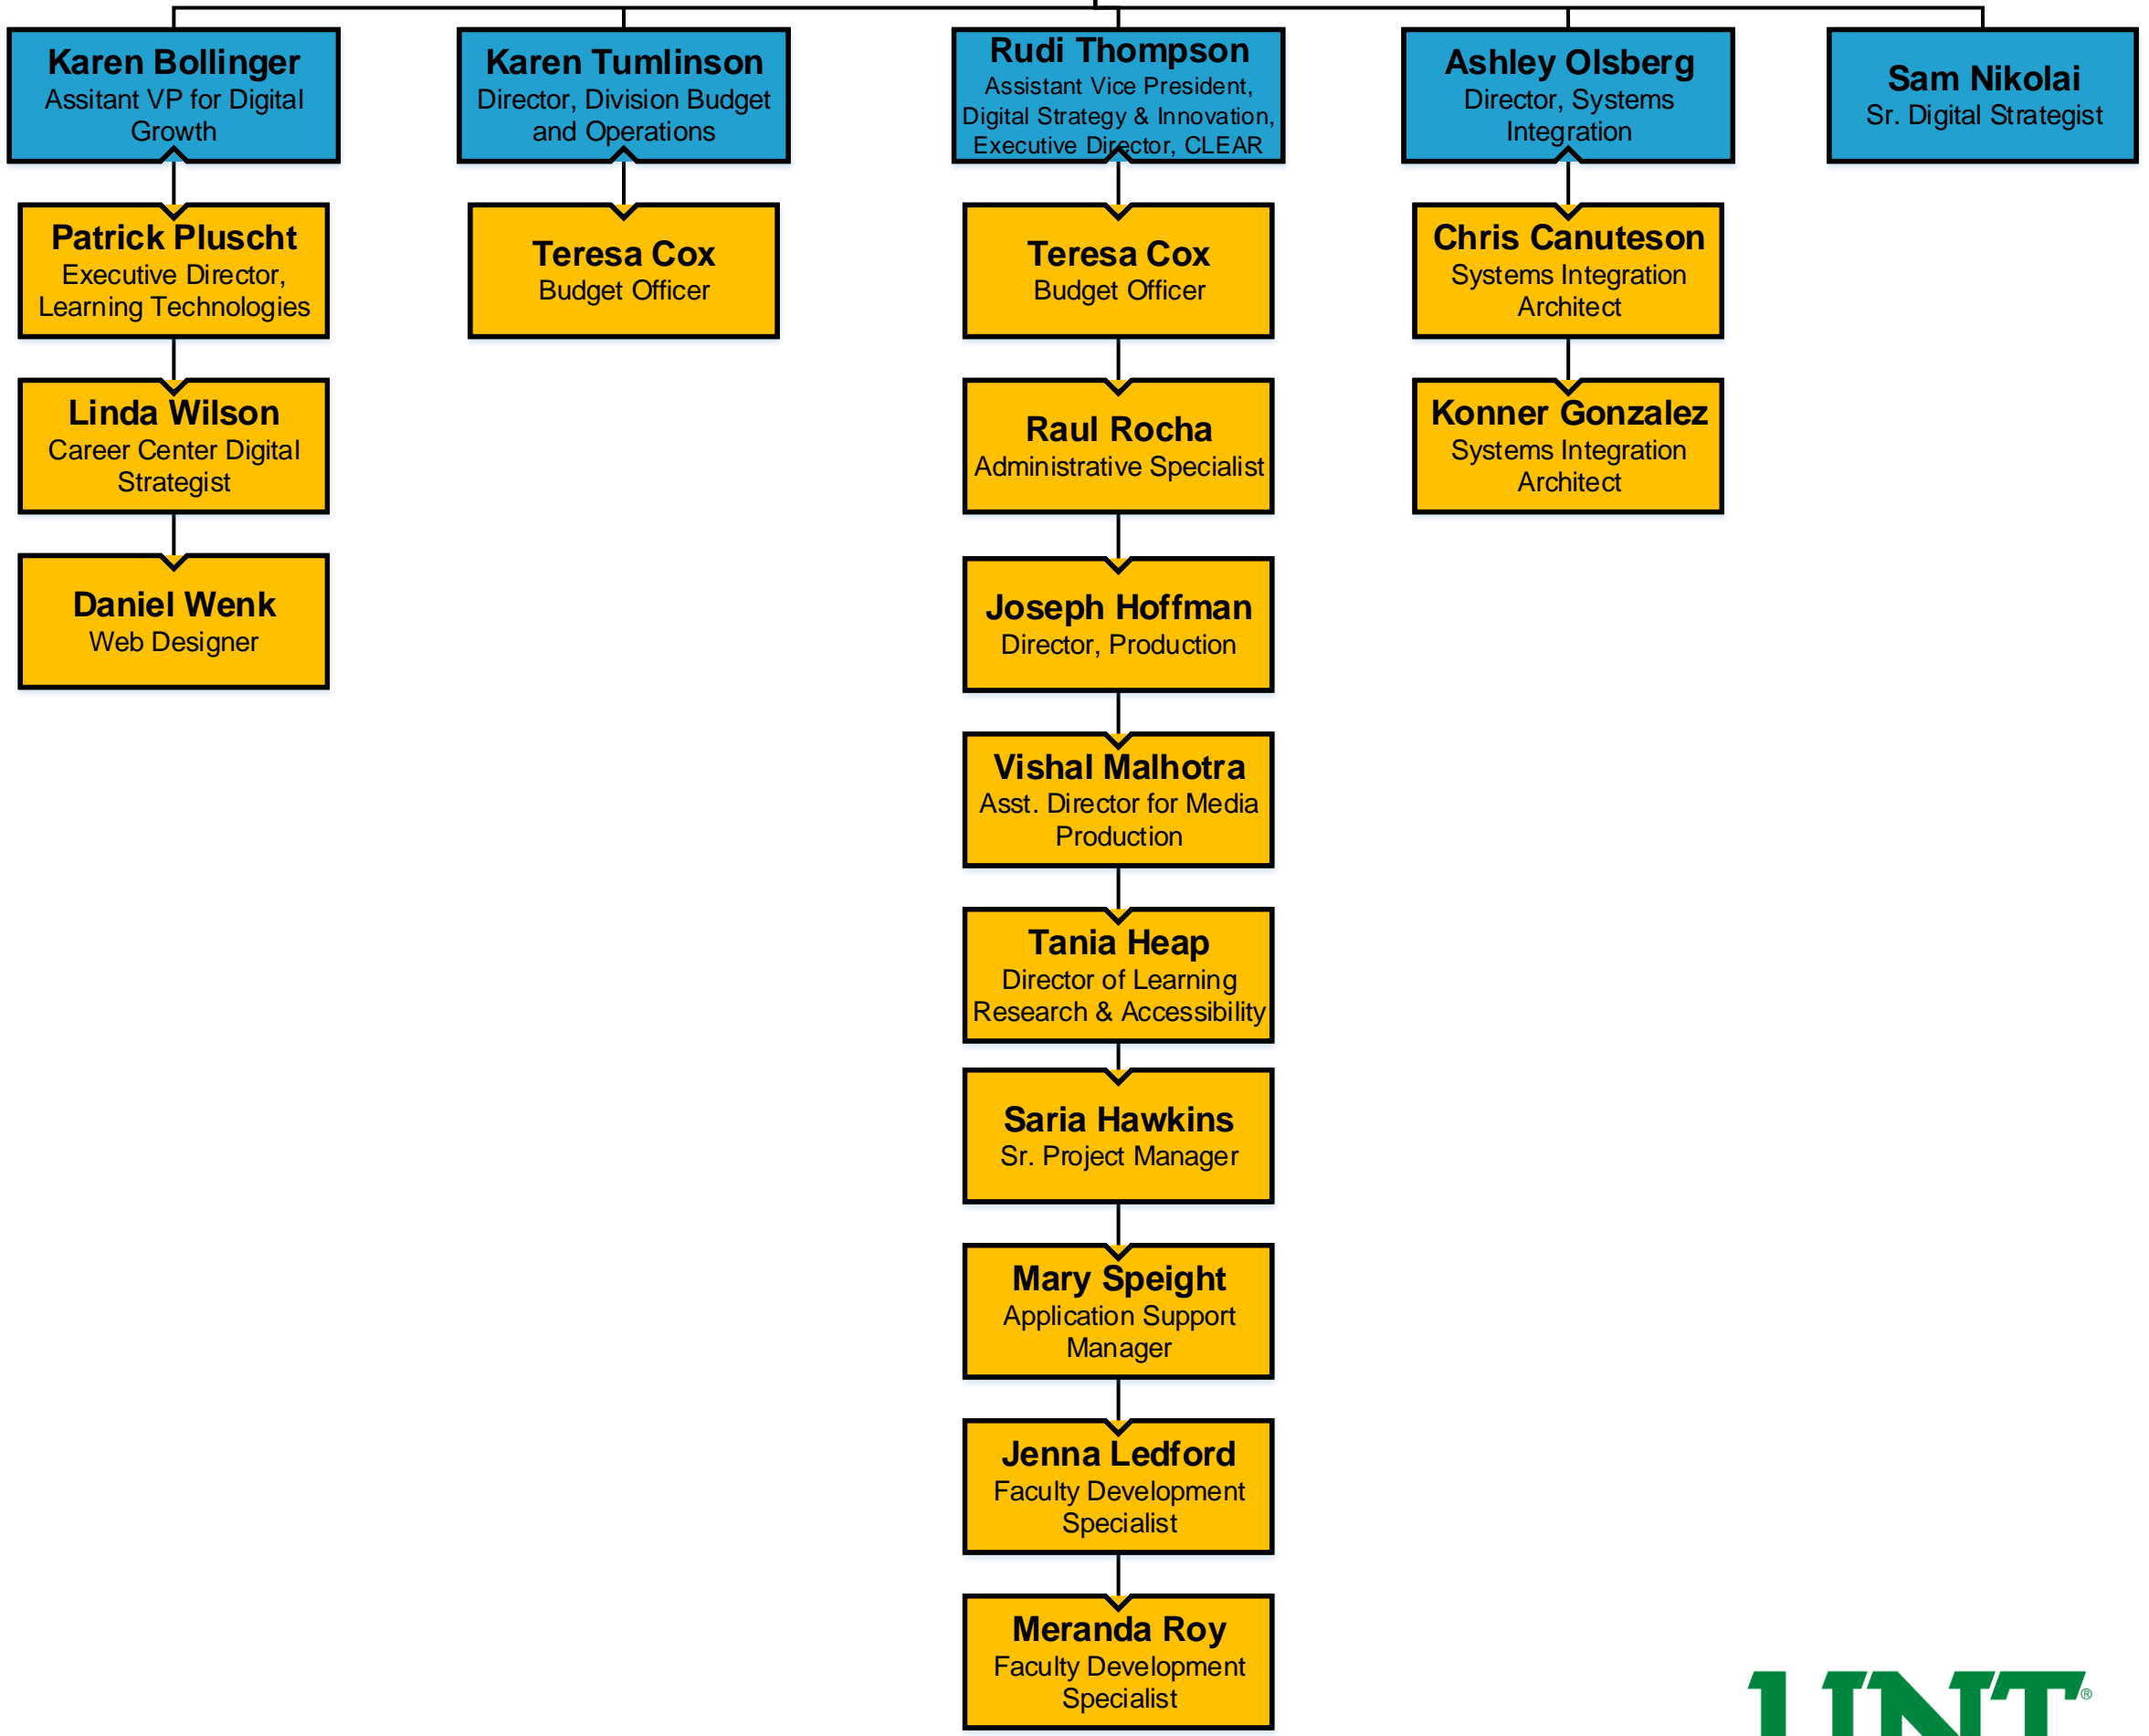 Karen Bollinger
Assitant VP for Digital
Growth
Karen Tumlinson
Director, Division Budget
and Operations
Rudi Thompson
Assistant Vice President,
Digital Strategy & Innovation,
Executive Director, CLEAR
Ashley Olsberg
Director, Systems
Integration
Sam Nikolai
Sr. Digital Strategist
Patrick Pluscht
Executive Director,
Learning Technologies
Teresa Cox
Budget Officer
Teresa Cox
Budget Officer
Chris Canuteson
Systems Integration
Architect
Linda Wilson
Career Center Digital
Strategist
Raul Rocha
Administrative Specialist
Konner Gonzalez
Systems Integration
Architect
Daniel Wenk
Web Designer
Joseph Hoffman
Director, Production
Vishal Malhotra
Asst. Director for Media
Production
Tania Heap
Director of Learning
Research & Accessibility
Saria Hawkins
Sr. Project Manager
Mary Speight
Application Support
Manager
Jenna Ledford
Faculty Development
Specialist
Meranda Roy
Faculty Development
Specialist
UNT®